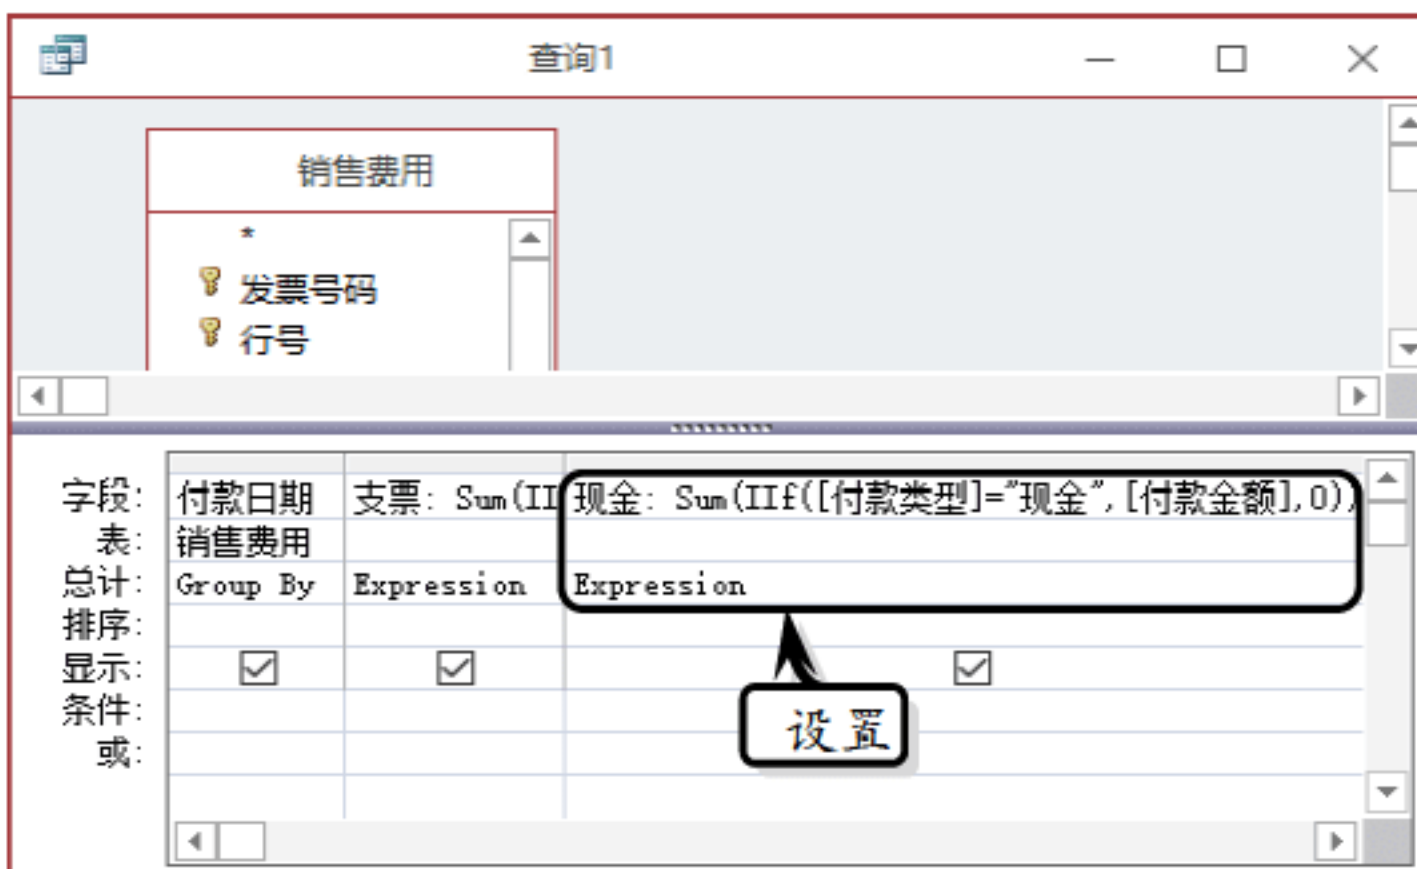 查询1
销售费用
*
发票号码
行号
字段: 付款日期 支票: Sum(II 现金: Sum(IIf([付款类型]="现金",[付款金额],0))
表: 销售费用
总计: Group By Expression Expression
排序:
显示:
条件:
或:
设置